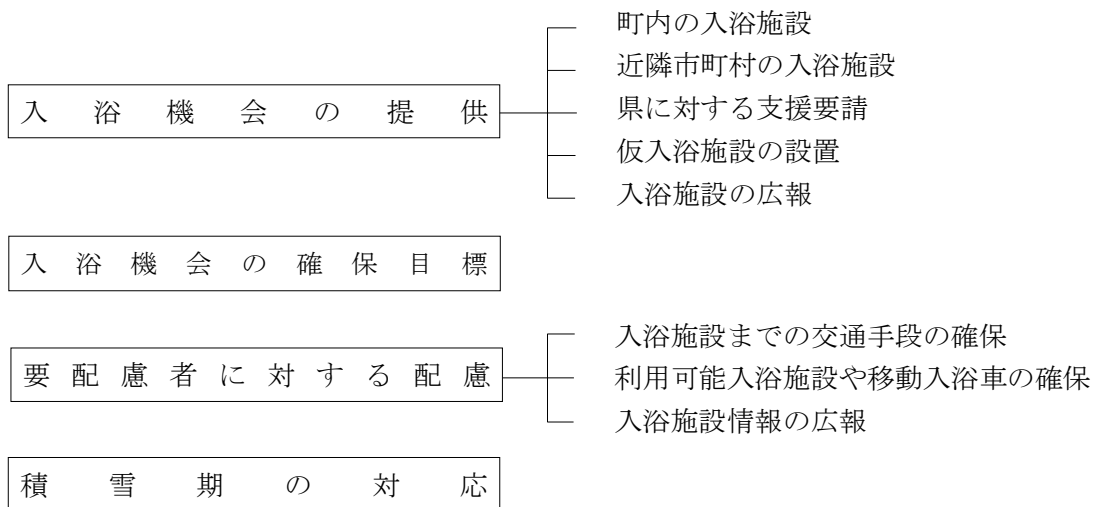 入浴機会の提供
町内の入浴施設
近隣市町村の入浴施設
県に対する支援要請
仮入浴施設の設置
入浴施設の広報
入浴機会の確保目標
要配慮者に対する配慮
入浴施設までの交通手段の確保
利用可能入浴施設や移動入浴車の確保
入浴施設情報の広報
積雪期の対応